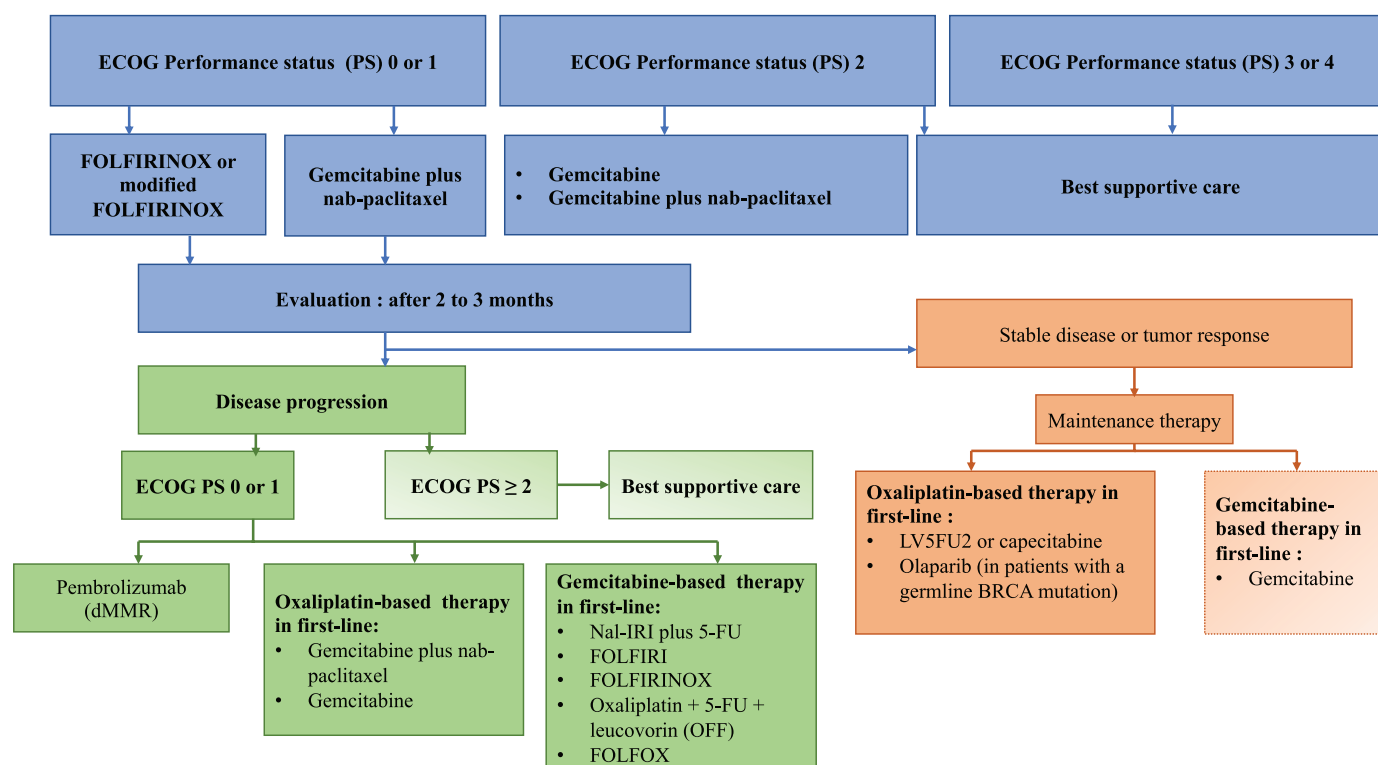 ECOG Performance status (PS) 0 or 1
ECOG Performance status (PS) 2
ECOG Performance status (PS) 3 or 4
FOLFIRINOX or
modified
FOLFIRINOX
Gemcitabine plus
nab-paclitaxel
• Gemcitabine
• Gemcitabine plus nab-paclitaxel
Best supportive care
Evaluation : after 2 to 3 months
Stable disease or tumor response
Disease progression
Maintenance therapy
ECOG PS 0 or 1
ECOG PS ≥ 2
Best supportive care
Oxaliplatin-based therapy in
first-line :
• LV5FU2 or capecitabine
• Olaparib (in patients with a
germline BRCA mutation)
Gemcitabine-
based therapy in
first-line :
• Gemcitabine
Pembrolizumab
(dMMR)
Oxaliplatin-based therapy
in first-line:
• Gemcitabine plus nab-
paclitaxel
• Gemcitabine
Gemcitabine-based therapy
in first-line:
• Nal-IRI plus 5-FU
• FOLFIRI
• FOLFIRINOX
• Oxaliplatin + 5-FU +
leucovorin (OFF)
• FOLFOX